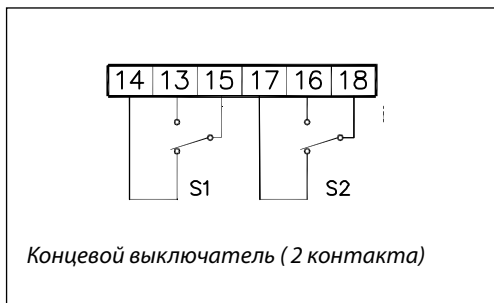 14 13 15 17 16 18
S1 S2
Концевой выключатель ( 2 контакта)